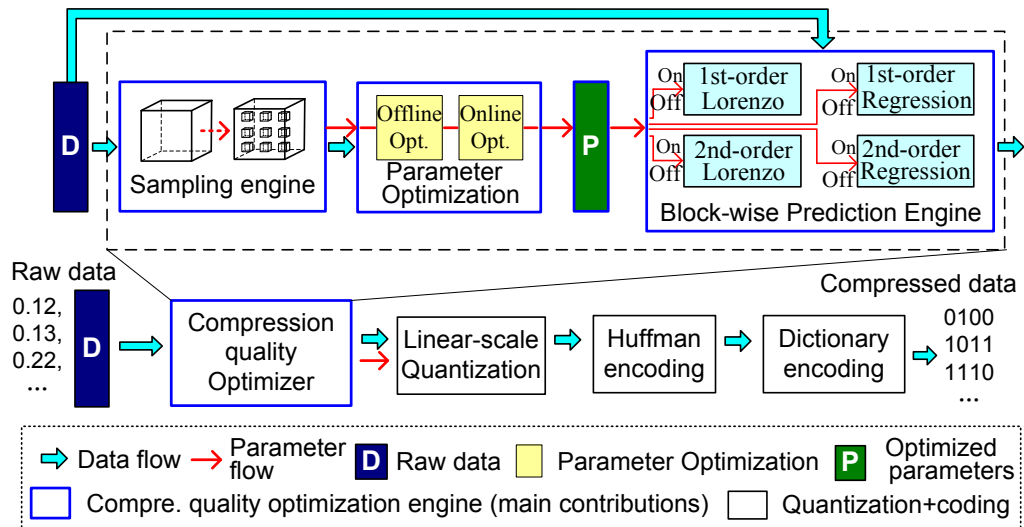 D
Sampling engine
Offline
Opt.
Online
Opt.
Parameter
Optimization
P
On
Off
1st-order
Lorenzo
On
Off
1st-order
Regression
On
Off
2nd-order
Lorenzo
On
Off
2nd-order
Regression
Block-wise Prediction Engine
Raw data
0.12,
0.13,
0.22,
...
D
Compression
quality
Optimizer
Linear-scale
Quantization
Huffman
encoding
Dictionary
encoding
Compressed data
0100
1011
1110
...
Data flow
Parameter
flow
D
Raw data
Parameter Optimization
P
Optimized
parameters
Compre. quality optimization engine (main contributions)
Quantization+coding